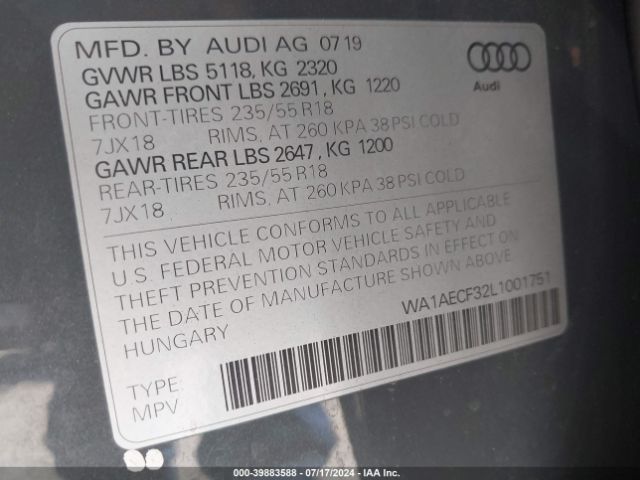 MFD. BY AUDI AG 07 19
GVWR LBS 5118, KG 2320
GAWR FRONT LBS 2691, KG 1220
FRONT-TIRES 235/55 R18
7JX18 RIMS, AT 260 KPA 38 PSI COLD
GAWR REAR LBS 2647, KG 1200
REAR-TIRES 235/55 R18
7JX18 RIMS, AT 260 KPA 38 PSI COLD
THIS VEHICLE CONFORMS TO ALL APPLICABLE
U.S. FEDERAL MOTOR VEHICLE SAFETY AND
THEFT PREVENTION STANDARDS IN EFFECT ON
THE DATE OF MANUFACTURE SHOWN ABOVE.
HUNGARY
Audi
WA1AECF32L1001751
TYPE:
MPV
000-39883588 - 07/17/2024 - IAA Inc.